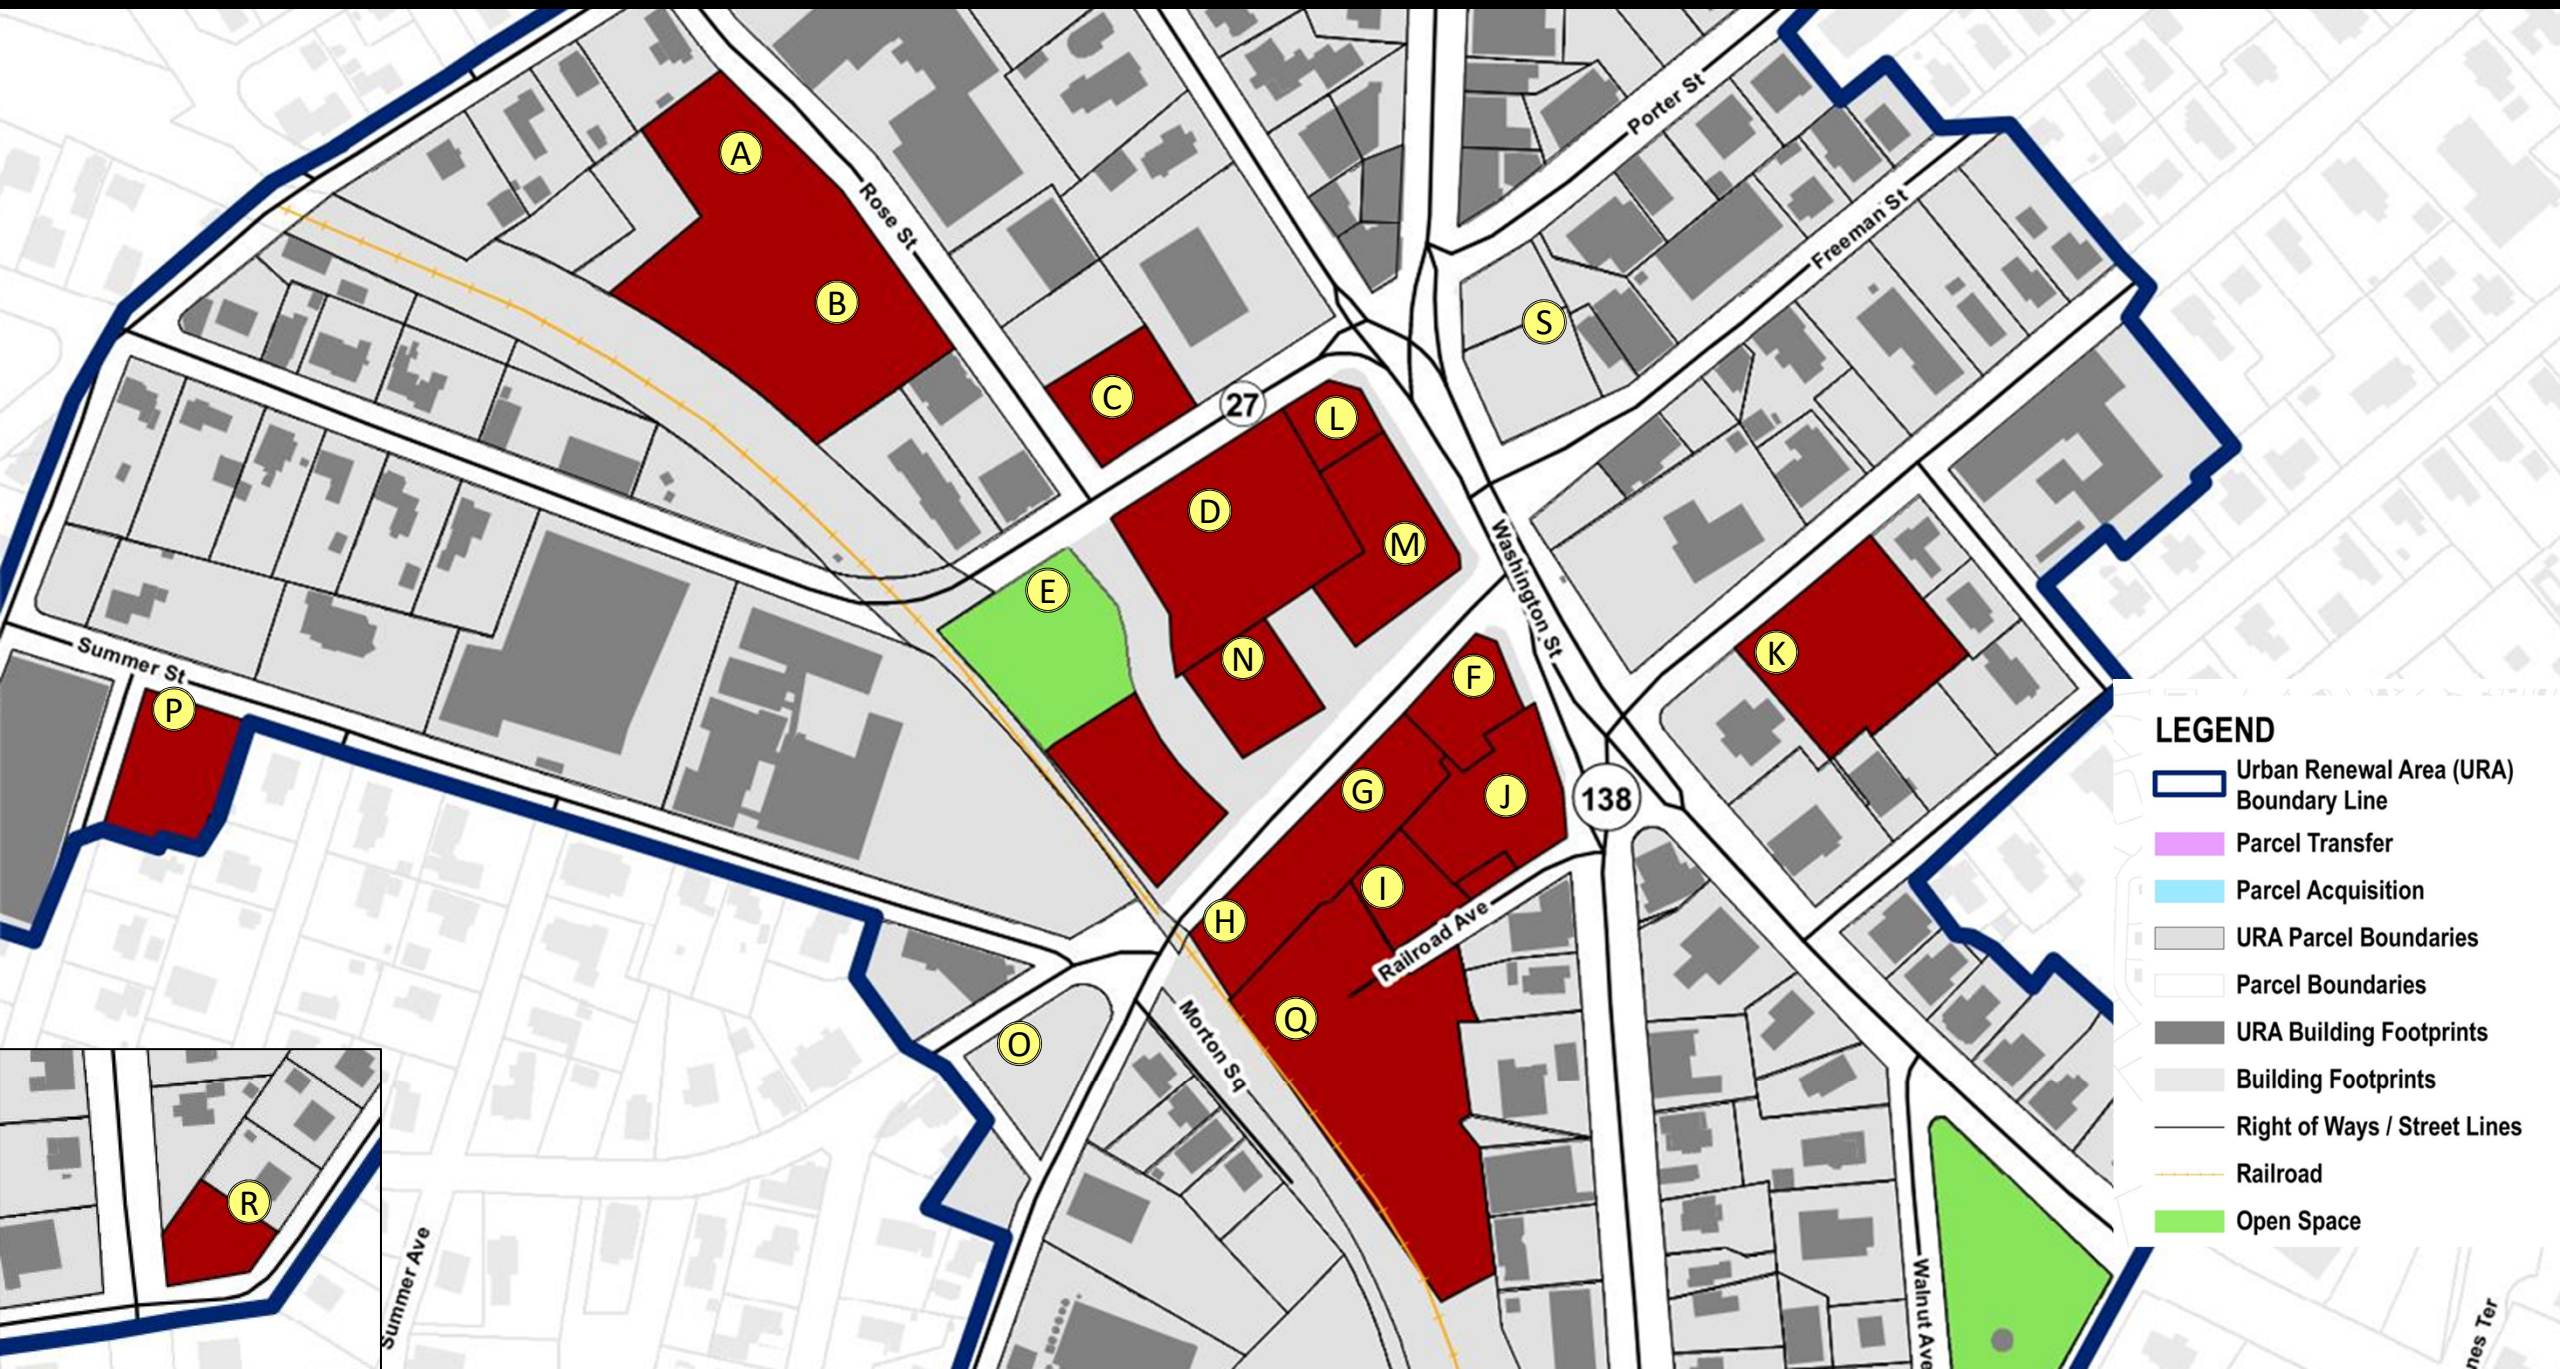 A
Porter St
Rose St
Freeman St
B
S
C
27
L
D
M
Washington St
E
Summer St
N
K
F
P
G
J
138
I
H
Railroad Ave
Q
O
Morton Sq
R
Summer Ave
Walnut Ave
nes Ter
LEGEND
Urban Renewal Area (URA)
Boundary Line
Parcel Transfer
Parcel Acquisition
URA Parcel Boundaries
Parcel Boundaries
URA Building Footprints
Building Footprints
Right of Ways / Street Lines
Railroad
Open Space